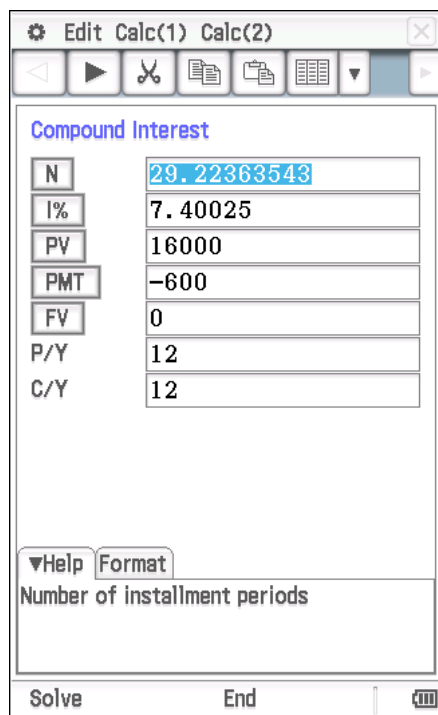 Edit Calc(1) Calc(2)
Compound Interest
N 29.22363543
I% 7.40025
PV 16000
PMT -600
FV 0
P/Y 12
C/Y 12
▼Help Format
Number of installment periods
Solve End